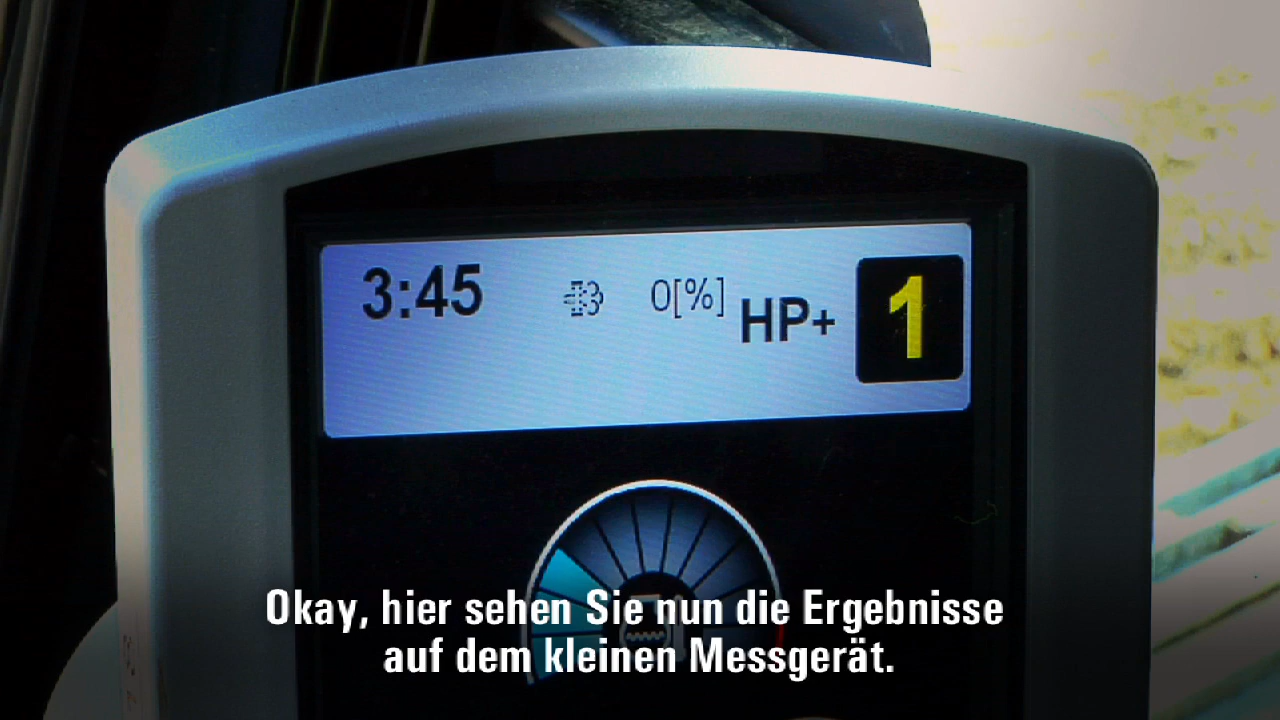 3:45 0[%] HP+ 1
Okay, hier sehen Sie nun die Ergebnisse
auf dem kleinen Messgerät.